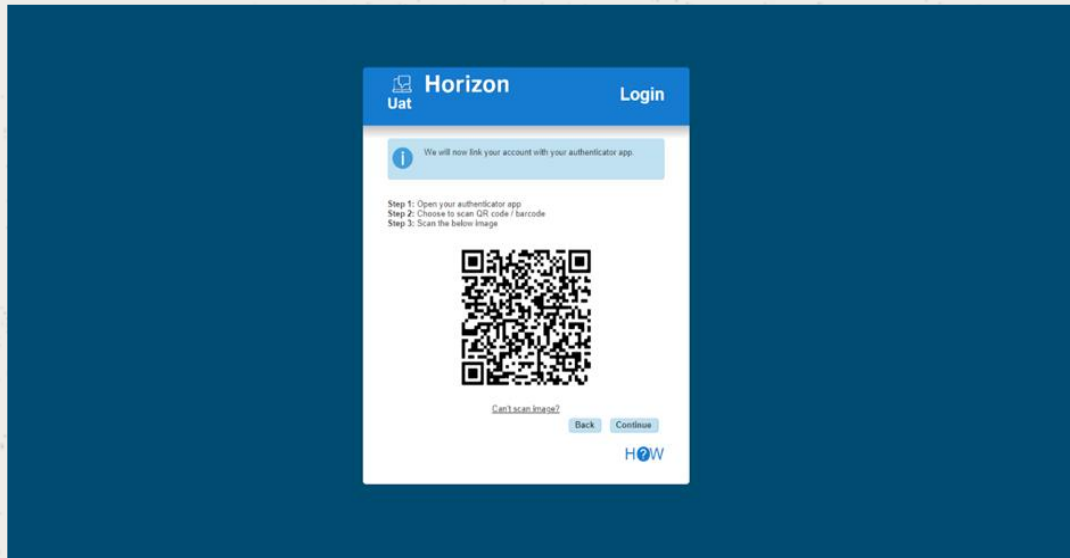 Horizon
Uat
Login
We will now link your account with your authenticator app.
Step 1: Open your authenticator app
Step 2: Choose to scan QR code / barcode
Step 3: Scan the below image
Can't scan image?
Back Continue
H?W